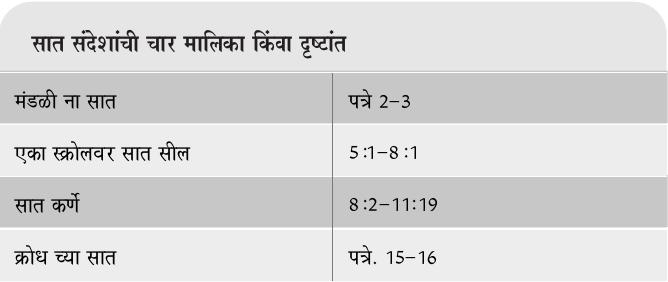 सात संदेशांची चार मालिका किंवा दृष्टांत
मंडळी ना सात पत्रे 2-3
एका स्क्रोलवर सात सील 5:1-8:1
सात कर्णे 8:2-11:19
क्रोध च्या सात पत्रे. 15-16